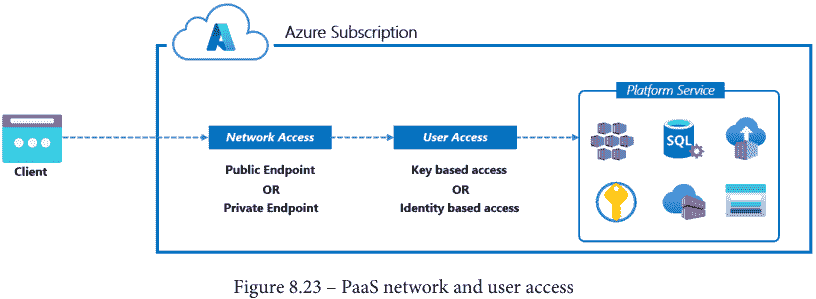 Azure Subscription
Platform Service
Client
Network Access
User Access
SQL
Public Endpoint
OR
Private Endpoint
Key based access
OR
Identity based access
Figure 8.23 – PaaS network and user access